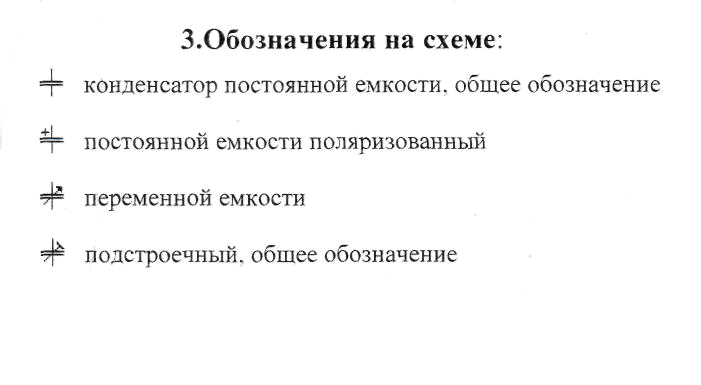 3.Обозначения на схеме:
конденсатор постоянной емкости, общее обозначение
постоянной емкости поляризованный
переменной емкости
подстроечный, общее обозначение